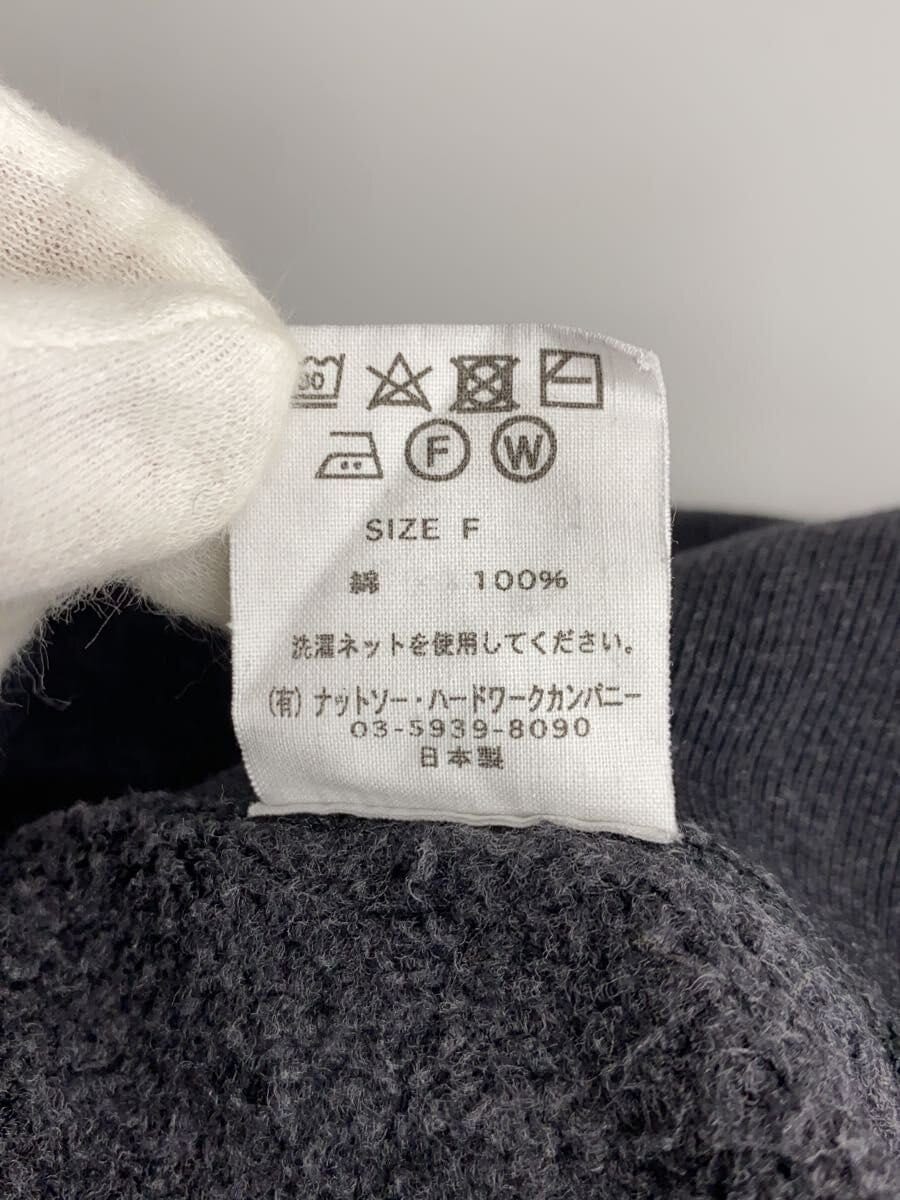 30
F W
SIZE F
綿 100%
洗濯ネットを使用してください。
(有) ナットソー・ハードワークカンパニー
03-5939-8090
日本製